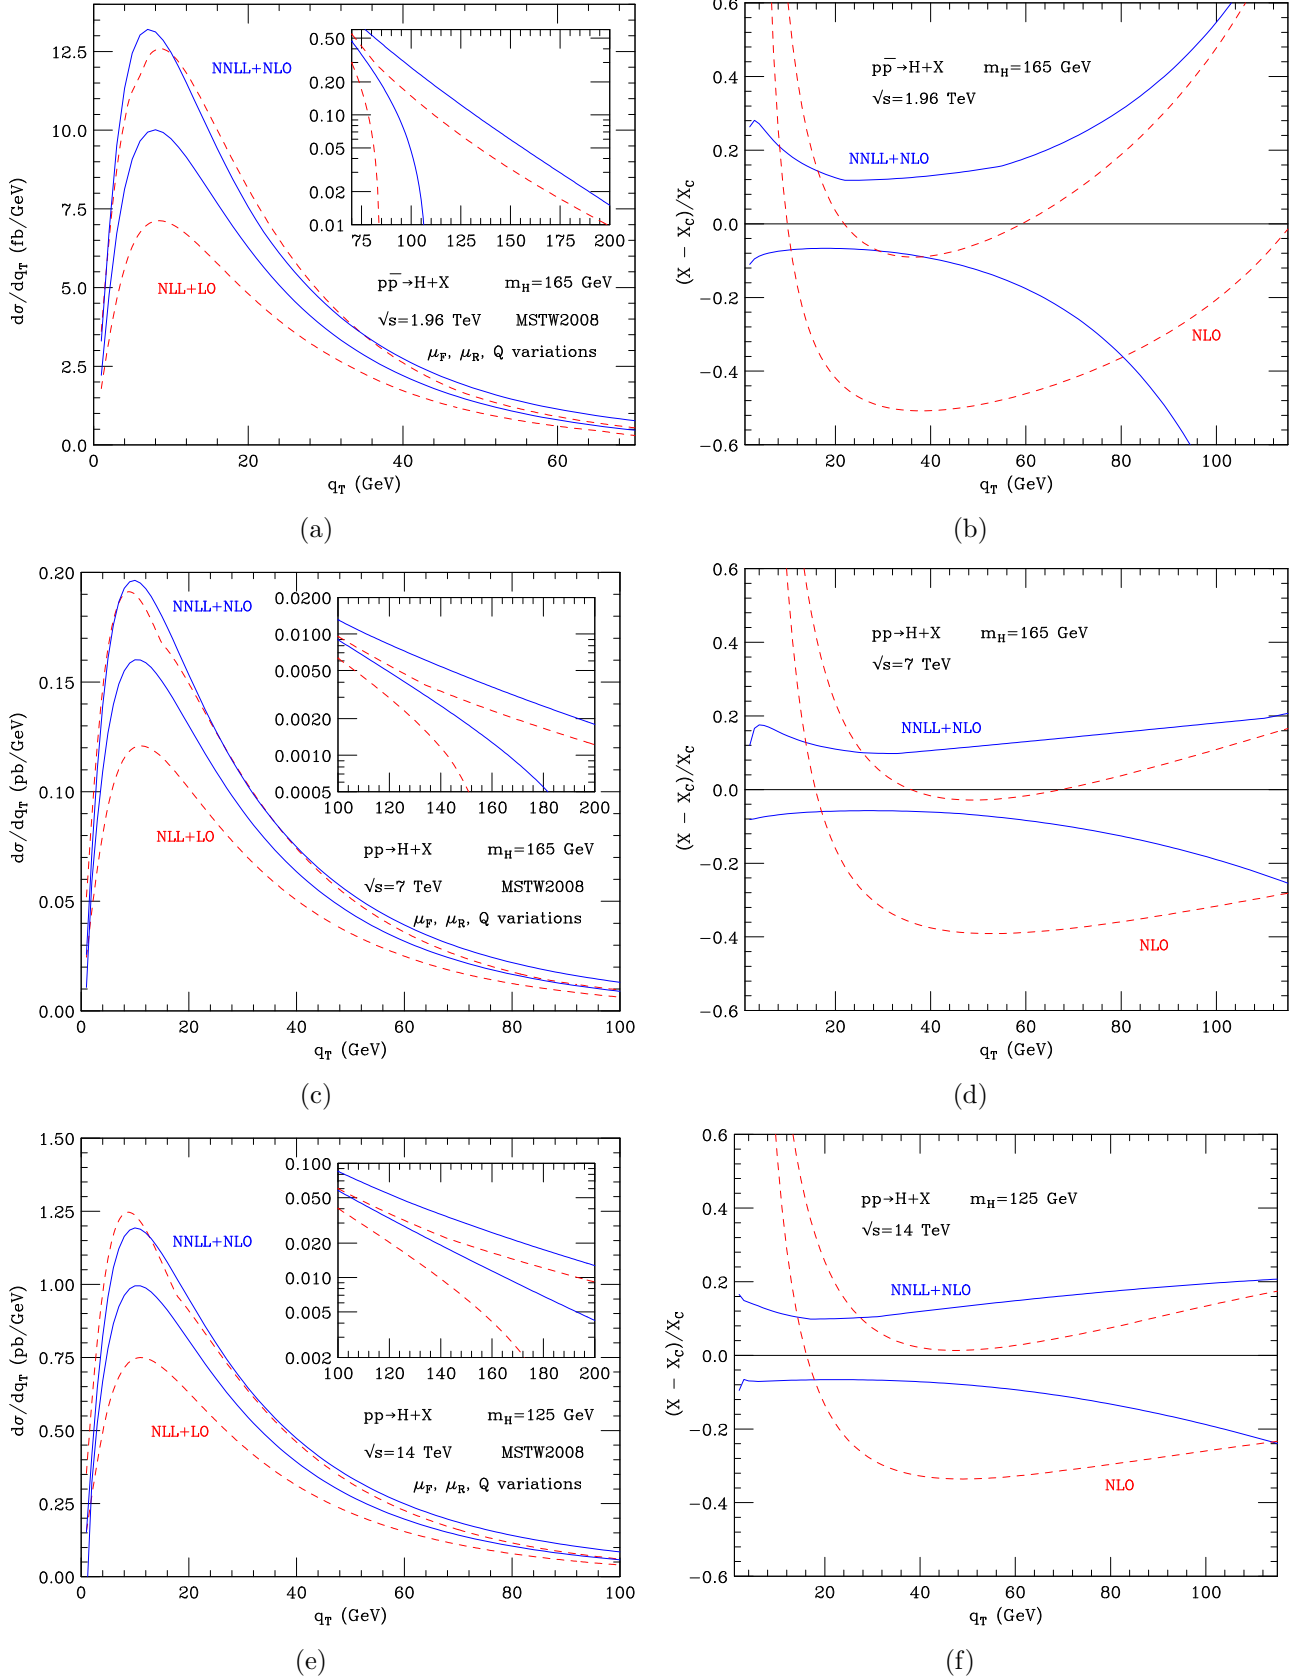 12.5
10.0
7.5
5.0
2.5
0.0
0
20
40
60
dσ/dq_T (fb/GeV)
q_T (GeV)
NNLL+NLO
NLL+LO
0.50
0.20
0.10
0.05
0.02
0.01
75 100 125 150 175 200
pp̅→H+X m_H=165 GeV
√s=1.96 TeV MSTW2008
μ_F, μ_R, Q variations
(a)
0.6
0.4
0.2
0.0
−0.2
−0.4
−0.6
20 40 60 80 100
(X − X_C)/X_C
q_T (GeV)
pp̅→H+X m_H=165 GeV
√s=1.96 TeV
NNLL+NLO
NLO
(b)
0.20
0.15
0.10
0.05
0.00
0 20 40 60 80 100
dσ/dq_T (pb/GeV)
q_T (GeV)
NNLL+NLO
NLL+LO
0.0200
0.0100
0.0050
0.0020
0.0010
0.0005
100 120 140 160 180 200
pp→H+X m_H=165 GeV
√s=7 TeV MSTW2008
μ_F, μ_R, Q variations
(c)
0.6
0.4
0.2
0.0
−0.2
−0.4
−0.6
20 40 60 80 100
(X − X_C)/X_C
q_T (GeV)
pp→H+X m_H=165 GeV
√s=7 TeV
NNLL+NLO
NLO
(d)
1.50
1.25
1.00
0.75
0.50
0.25
0.00
0 20 40 60 80 100
dσ/dq_T (pb/GeV)
q_T (GeV)
NNLL+NLO
NLL+LO
0.100
0.050
0.020
0.010
0.005
0.002
100 120 140 160 180 200
pp→H+X m_H=125 GeV
√s=14 TeV MSTW2008
μ_F, μ_R, Q variations
(e)
0.6
0.4
0.2
0.0
−0.2
−0.4
−0.6
20 40 60 80 100
(X − X_C)/X_C
q_T (GeV)
pp→H+X m_H=125 GeV
√s=14 TeV
NNLL+NLO
NLO
(f)